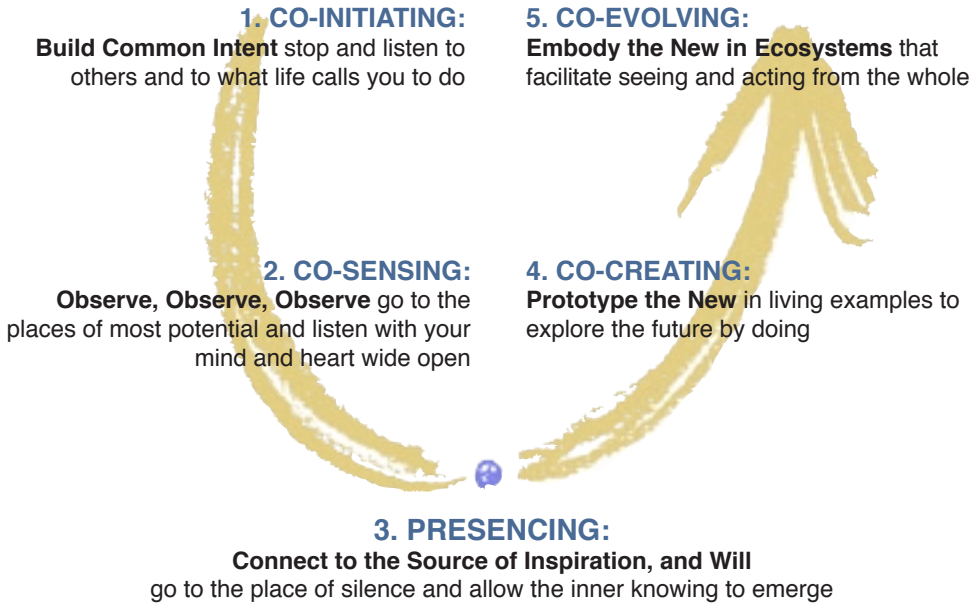 1. CO-INITIATING:
Build Common Intent stop and listen to
others and to what life calls you to do
2. CO-SENSING:
Observe, Observe, Observe go to the
places of most potential and listen with your
mind and heart wide open
3. PRESENCING:
Connect to the Source of Inspiration, and Will
go to the place of silence and allow the inner knowing to emerge
4. CO-CREATING:
Prototype the New in living examples to
explore the future by doing
5. CO-EVOLVING:
Embody the New in Ecosystems that
facilitate seeing and acting from the whole